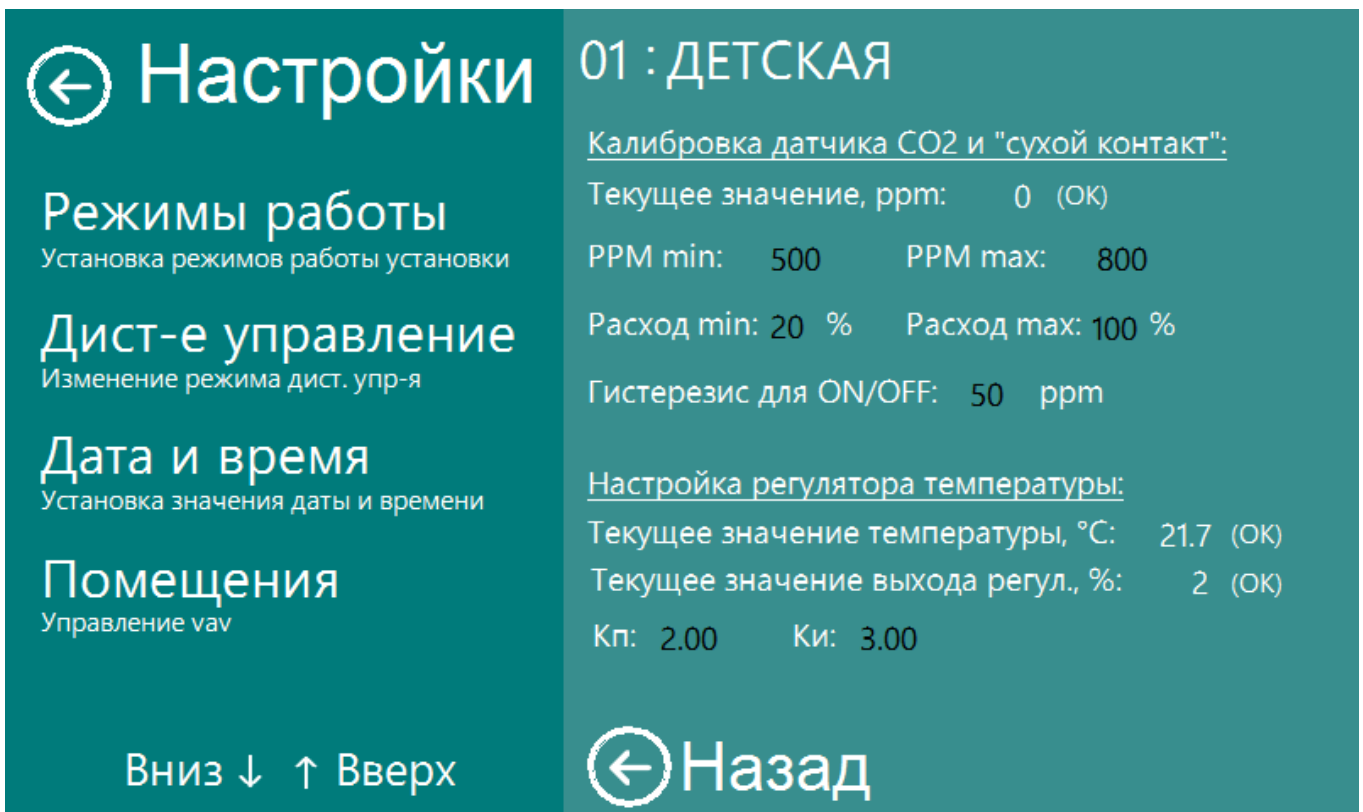 Настройки
Режимы работы
Установка режимов работы установки
Дист-е управление
Изменение режима дист. упр-я
Дата и время
Установка значения даты и времени
Помещения
Управление vav
Вниз ↓ ↑ Вверх
01 : ДЕТСКАЯ
Калибровка датчика CO2 и "сухой контакт":
Текущее значение, ppm: 0 (ОК)
PPM min: 500 PPM max: 800
Расход min: 20 % Расход max: 100 %
Гистерезис для ON/OFF: 50 ppm
Настройка регулятора температуры:
Текущее значение температуры, °C: 21.7 (ОК)
Текущее значение выхода регул., %: 2 (ОК)
Кп: 2.00 Ки: 3.00
Назад